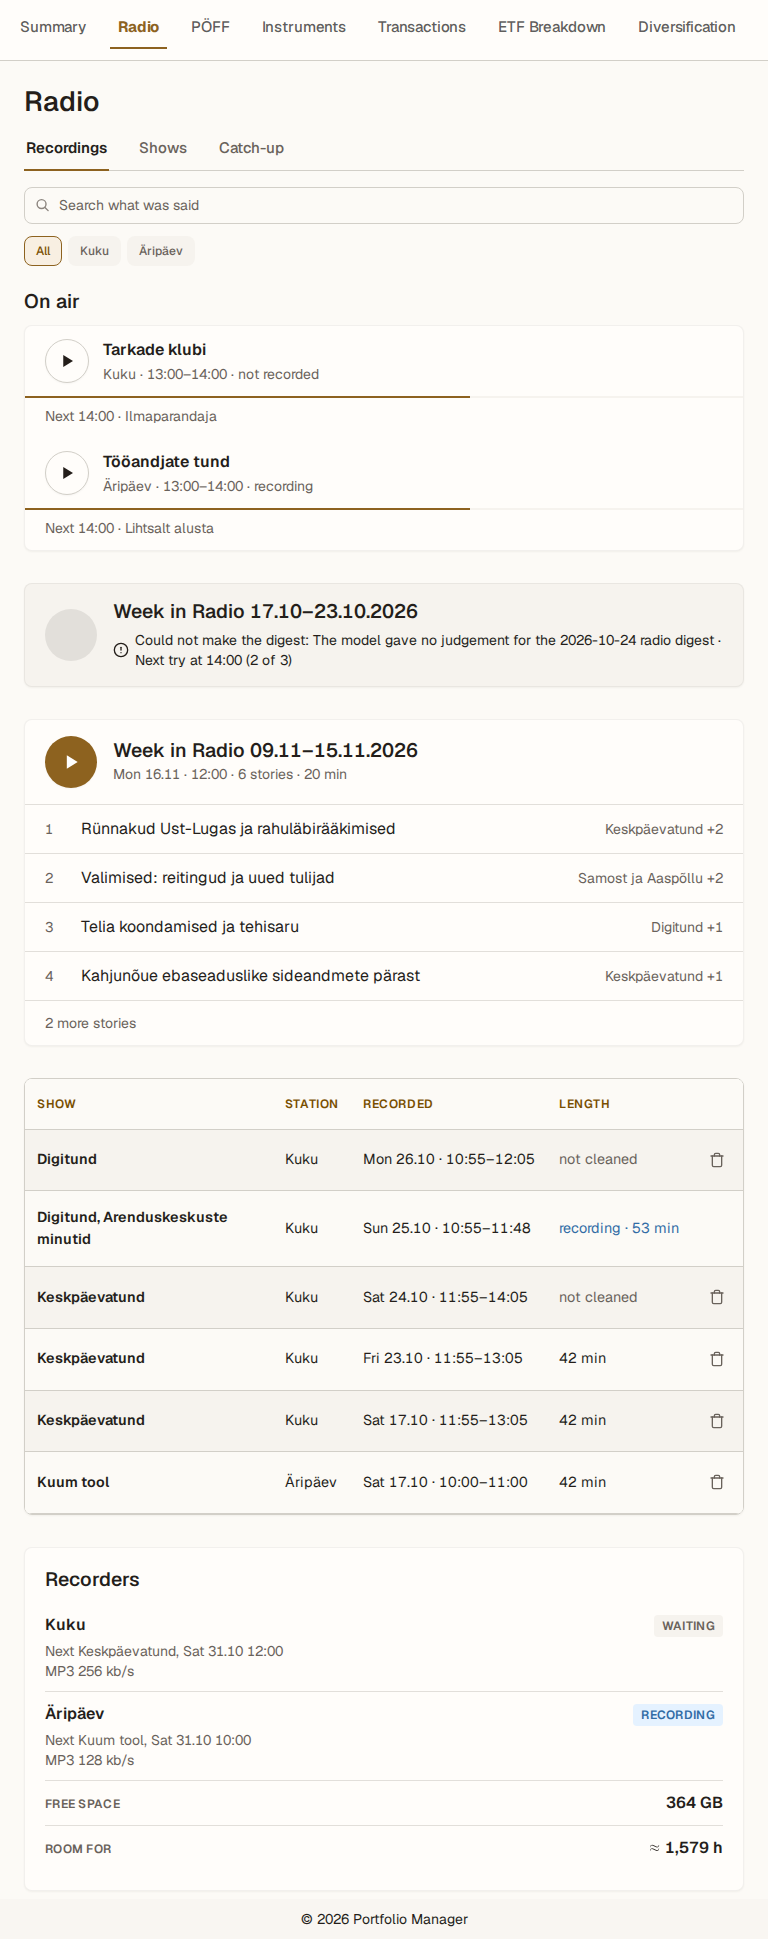 Summary Radio PÖFF Instruments Transactions ETF Breakdown Diversification
Radio
Recordings Shows Catch-up
Search what was said
All Kuku Äripäev
On air
Tarkade klubi
Kuku · 13:00–14:00 · not recorded
Next 14:00 · Ilmaparandaja
Tööandjate tund
Äripäev · 13:00–14:00 · recording
Next 14:00 · Lihtsalt alusta
Week in Radio 17.10–23.10.2026
Could not make the digest: The model gave no judgement for the 2026-10-24 radio digest ·
Next try at 14:00 (2 of 3)
Week in Radio 09.11–15.11.2026
Mon 16.11 · 12:00 · 6 stories · 20 min
1 Rünnakud Ust-Lugas ja rahuläbirääkimised Keskpäevatund +2
2 Valimised: reitingud ja uued tulijad Samost ja Aaspõllu +2
3 Telia koondamised ja tehisaru Digitund +1
4 Kahjunõue ebaseaduslike sideandmete pärast Keskpäevatund +1
2 more stories
SHOW STATION RECORDED LENGTH
Digitund Kuku Mon 26.10 · 10:55–12:05 not cleaned
Digitund, Arenduskeskuste
minutid Kuku Sun 25.10 · 10:55–11:48 recording · 53 min
Keskpäevatund Kuku Sat 24.10 · 11:55–14:05 not cleaned
Keskpäevatund Kuku Fri 23.10 · 11:55–13:05 42 min
Keskpäevatund Kuku Sat 17.10 · 11:55–13:05 42 min
Kuum tool Äripäev Sat 17.10 · 10:00–11:00 42 min
Recorders
Kuku WAITING
Next Keskpäevatund, Sat 31.10 12:00
MP3 256 kb/s
Äripäev RECORDING
Next Kuum tool, Sat 31.10 10:00
MP3 128 kb/s
FREE SPACE 364 GB
ROOM FOR ≈ 1,579 h
© 2026 Portfolio Manager